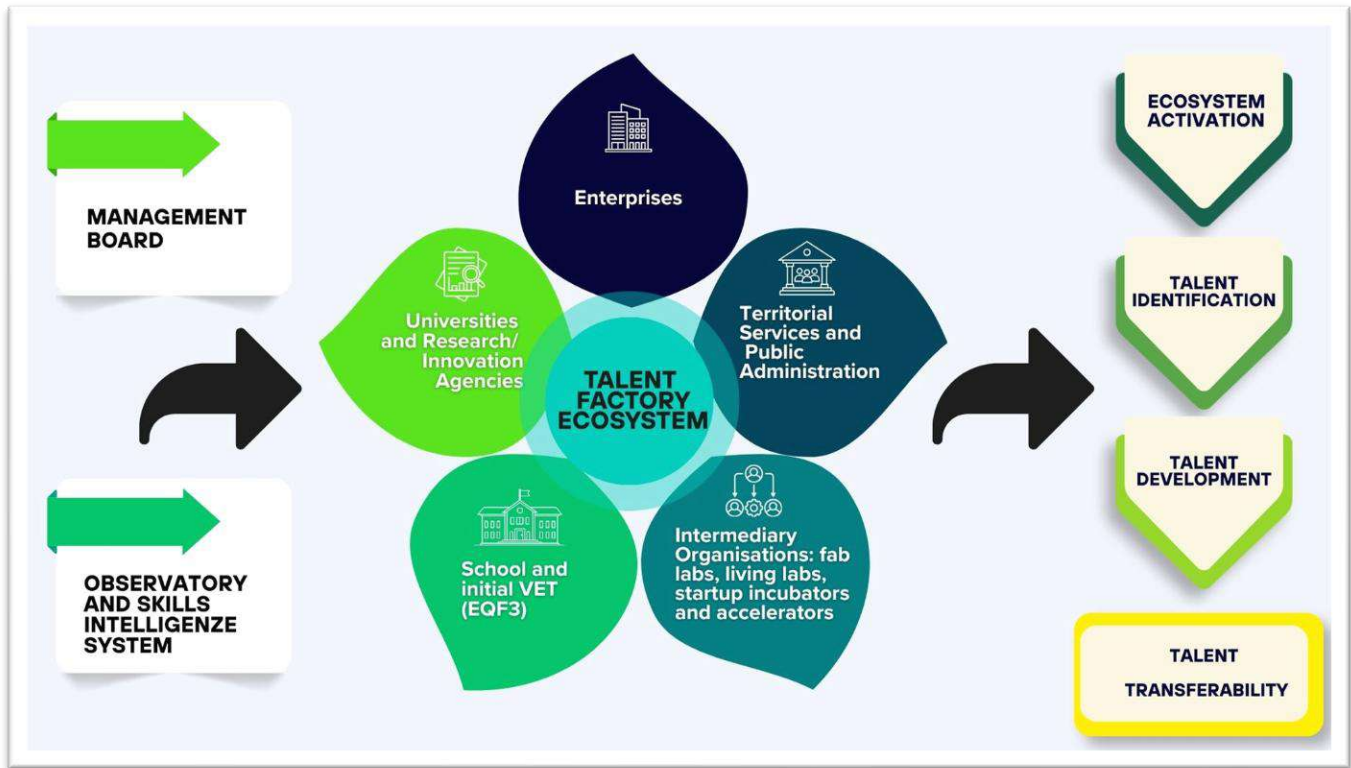 MANAGEMENT
BOARD
OBSERVATORY
AND SKILLS
INTELLIGENZE
SYSTEM
Enterprises
Universities
and Research/
Innovation
Agencies
Territorial
Services and
Public
Administration
TALENT
FACTORY
ECOSYSTEM
School and
initial VET
(EQF3)
Intermediary
Organisations: fab
labs, living labs,
startup incubators
and accelerators
ECOSYSTEM
ACTIVATION
TALENT
IDENTIFICATION
TALENT
DEVELOPMENT
TALENT
TRANSFERABILITY